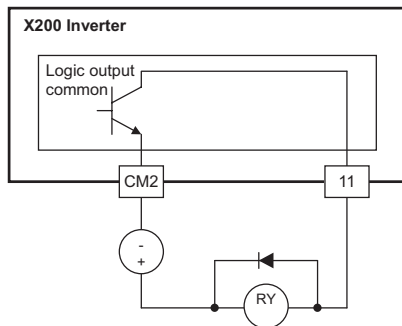 X200 Inverter
Logic output
common
CM2
11
-
+
RY